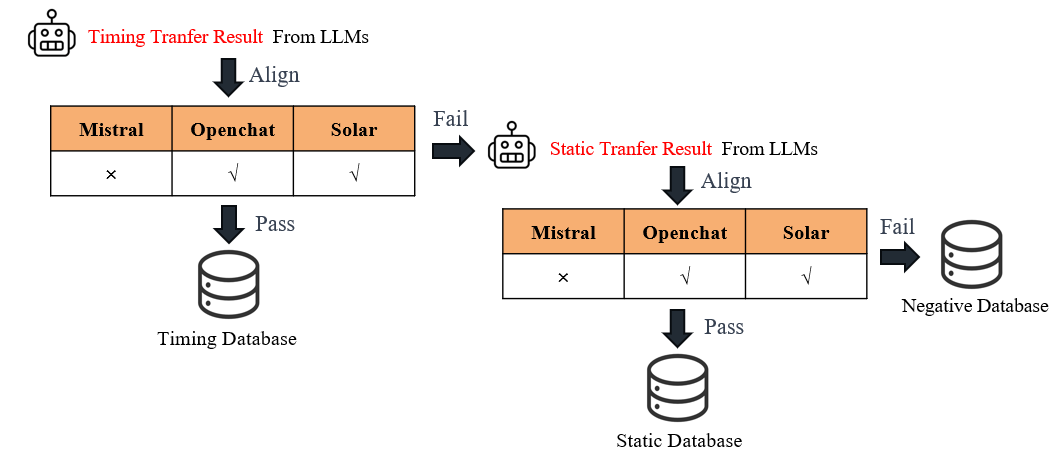 Timing Tranfer Result From LLMs
Align
Mistral Openchat Solar
× √ √
Fail
Pass
Timing Database
Static Tranfer Result From LLMs
Align
Mistral Openchat Solar
× √ √
Fail
Negative Database
Pass
Static Database